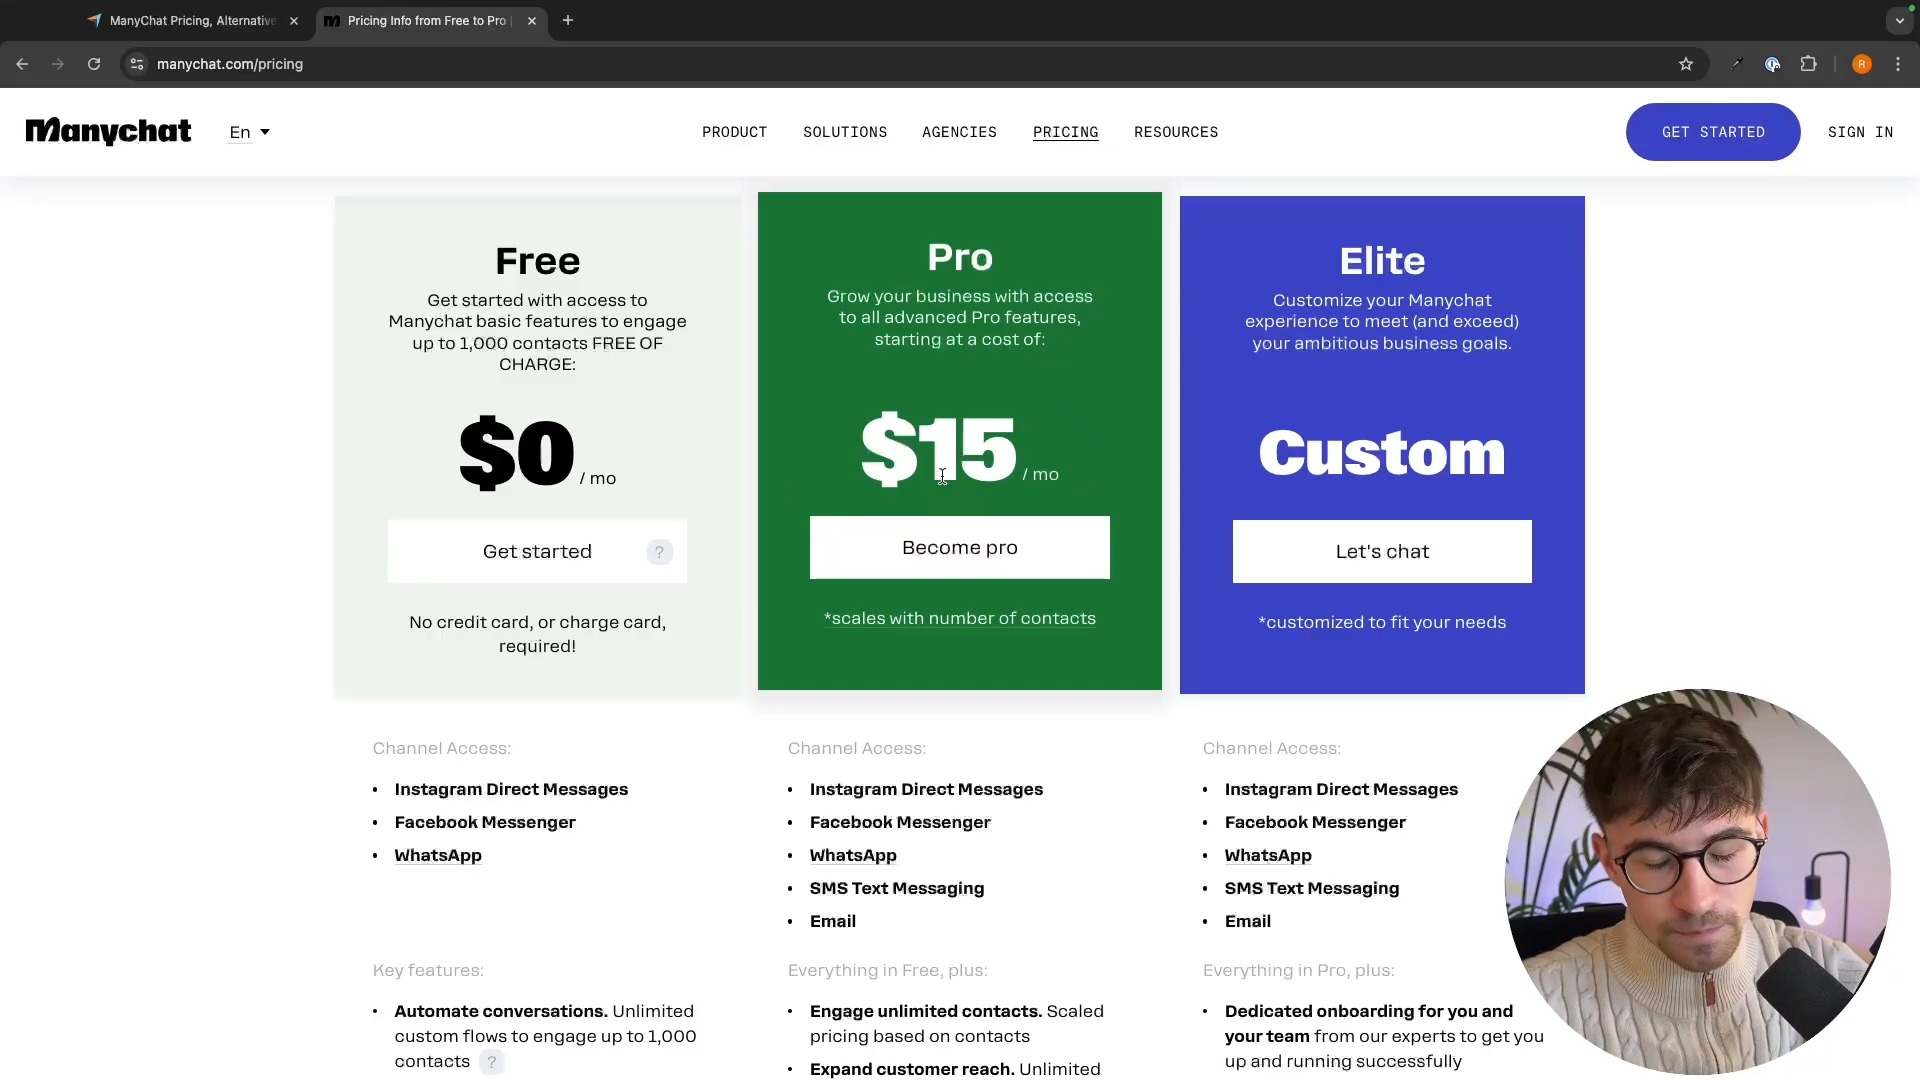 ManyChat Pricing, Alternative
Pricing Info from Free to Pro
manychat.com/pricing
R
Manychat
En
PRODUCT
SOLUTIONS
AGENCIES
PRICING
RESOURCES
GET STARTED
SIGN IN
Free
Get started with access to
Manychat basic features to engage
up to 1,000 contacts FREE OF
CHARGE:
$0 / mo
Get started ?
No credit card, or charge card,
required!
Pro
Grow your business with access
to all advanced Pro features,
starting at a cost of:
$15 / mo
Become pro
*scales with number of contacts
Elite
Customize your Manychat
experience to meet (and exceed)
your ambitious business goals.
Custom
Let's chat
*customized to fit your needs
Channel Access:
• Instagram Direct Messages
• Facebook Messenger
• WhatsApp
Key features:
• Automate conversations. Unlimited
custom flows to engage up to 1,000
contacts ?
Channel Access:
• Instagram Direct Messages
• Facebook Messenger
• WhatsApp
• SMS Text Messaging
• Email
Everything in Free, plus:
• Engage unlimited contacts. Scaled
pricing based on contacts
• Expand customer reach. Unlimited
Channel Access:
• Instagram Direct Messages
• Facebook Messenger
• WhatsApp
• SMS Text Messaging
• Email
Everything in Pro, plus:
• Dedicated onboarding for you and
your team from our experts to get you
up and running successfully